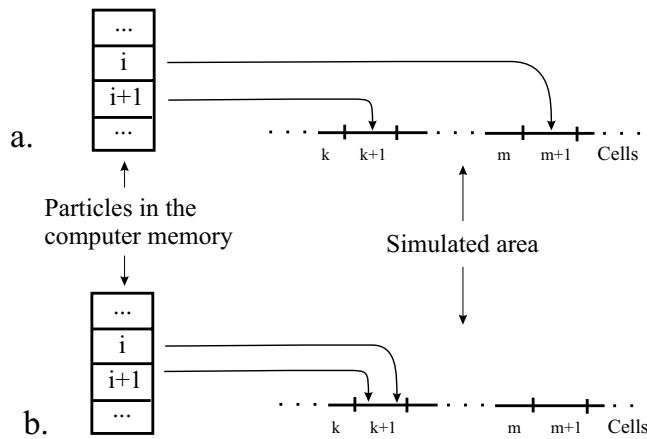 ...
i
i+1
...
a.
k k+1 m m+1 Cells
Particles in the
computer memory
Simulated area
...
i
i+1
...
b.
k k+1 m m+1 Cells